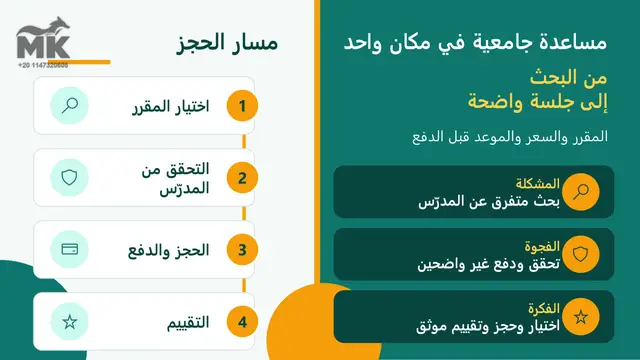 مساعدة جامعية في مكان واحد
من البحث
إلى جلسة واضحة
المقرر والسعر والموعد قبل الدفع
المشكلة
بحث متفرق عن المدرّس
الفجوة
تحقق ودفع غير واضحين
الفكرة
اختيار وحجز وتقييم موثق
MK
+20 1147320608
مسار الحجز
1 اختيار المقرر
2 التحقق من
المدرّس
3 الحجز والدفع
4 التقييم